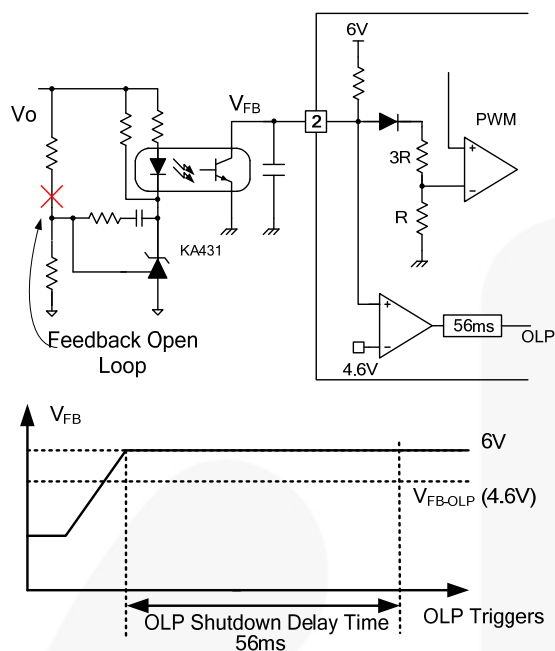 6V
Vo
VFB
2
PWM
3R
R
KA431
Feedback Open
Loop
56ms
OLP
4.6V
VFB
6V
VFB-OLP (4.6V)
OLP Shutdown Delay Time
56ms
OLP Triggers